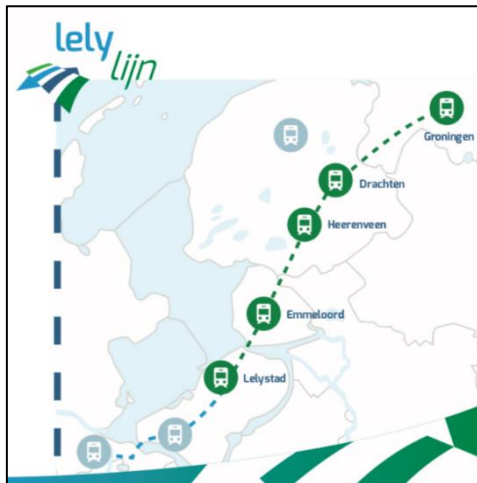 lely
lijn
Groningen
Drachten
Heerenveen
Emmeloord
Lelystad